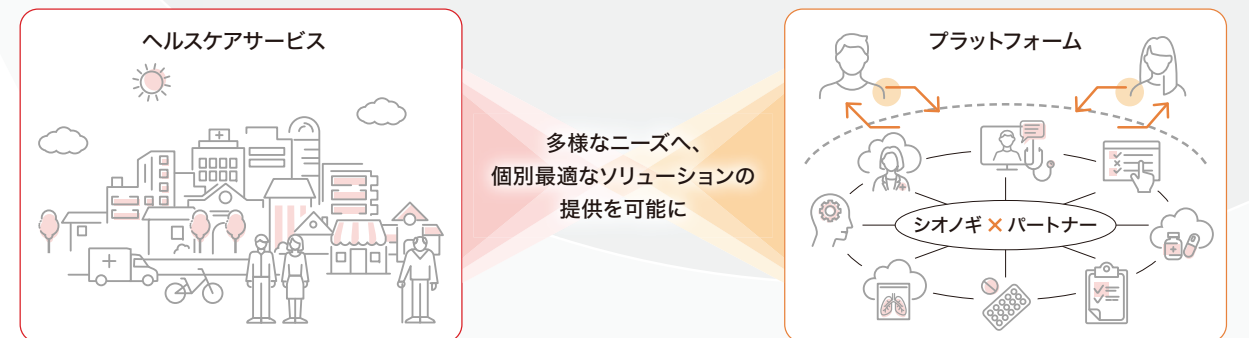 ヘルスケアサービス
多様なニーズへ、
個別最適なソリューションの
提供を可能に
プラットフォーム
シオノギ×パートナー